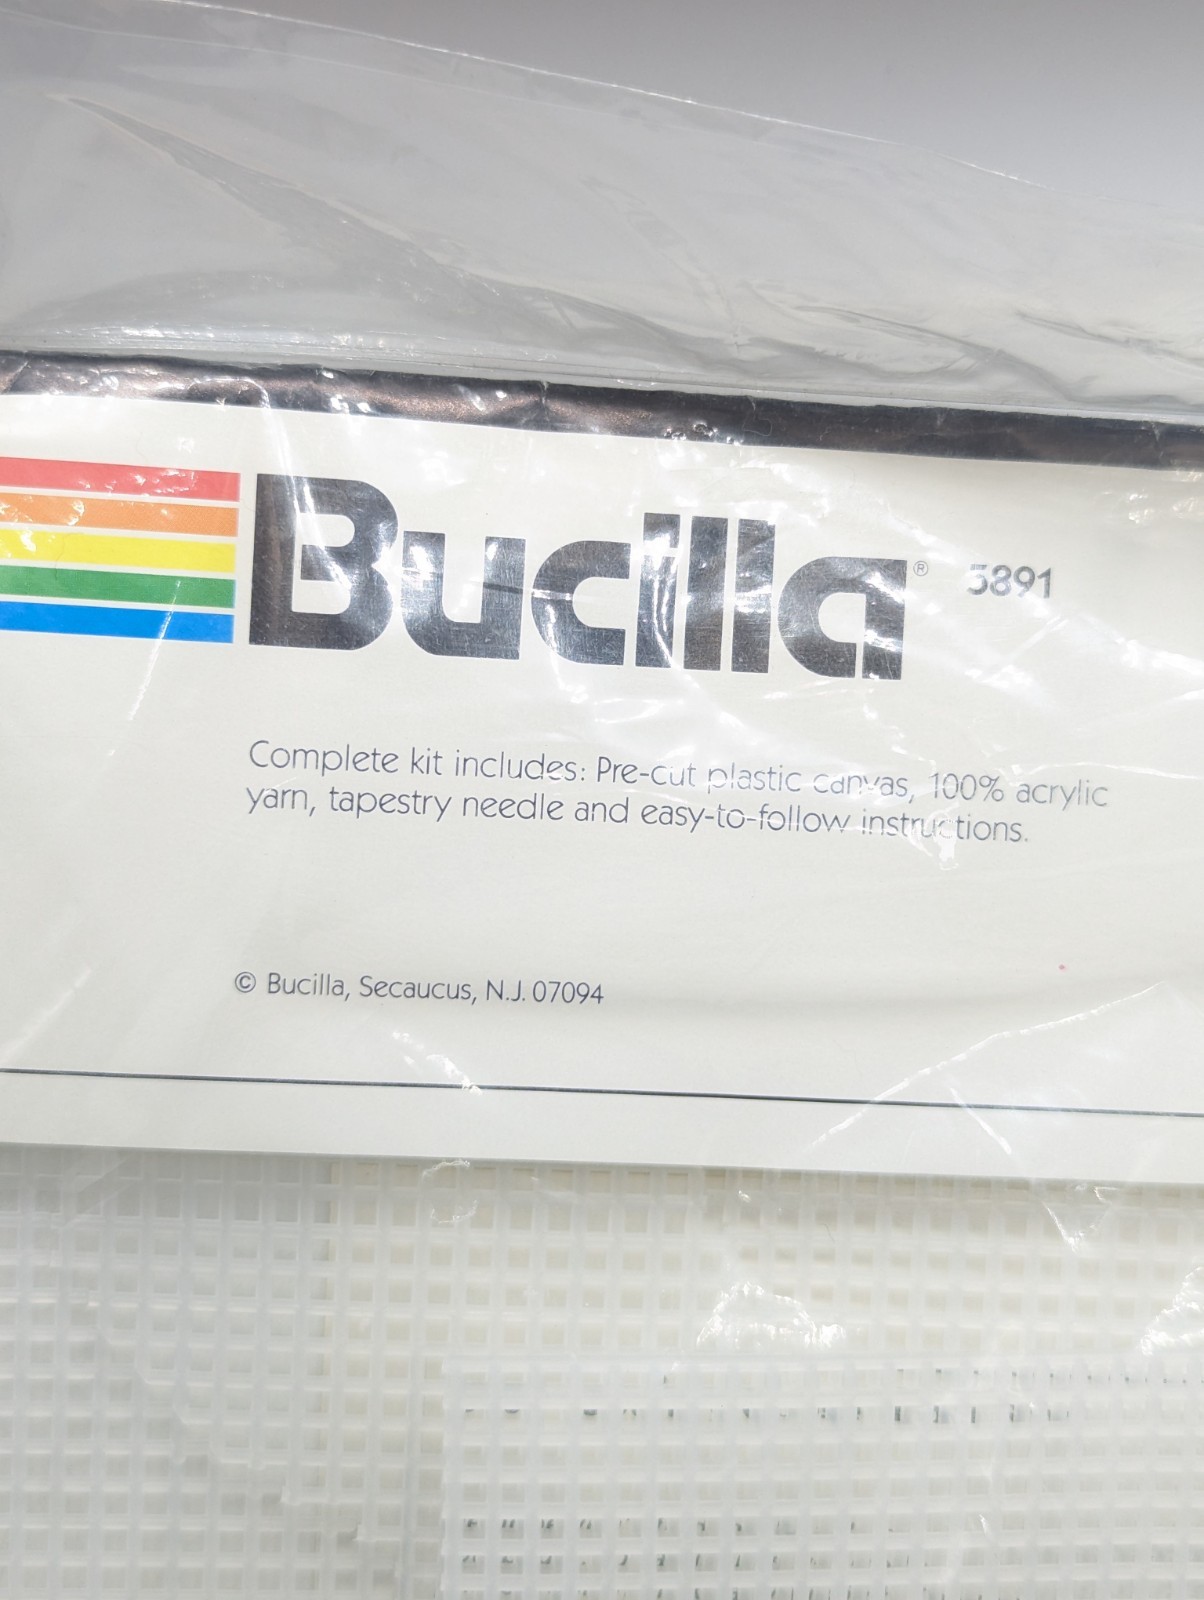 Bucilla® 5891
Complete kit includes: Pre-cut plastic canvas, 100% acrylic
yarn, tapestry needle and easy-to-follow instructions.
© Bucilla, Secaucus, N.J. 07094